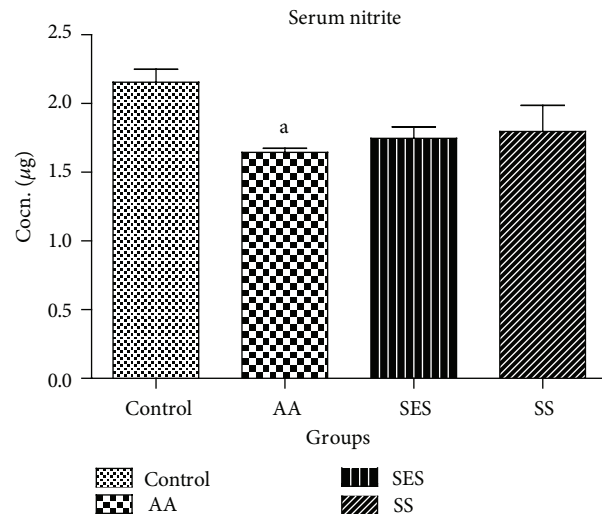 Serum nitrite
2.5
2.0
1.5
1.0
0.5
0.0
Cocn. (μg)
a
Control AA SES SS
Groups
Control SES
AA SS